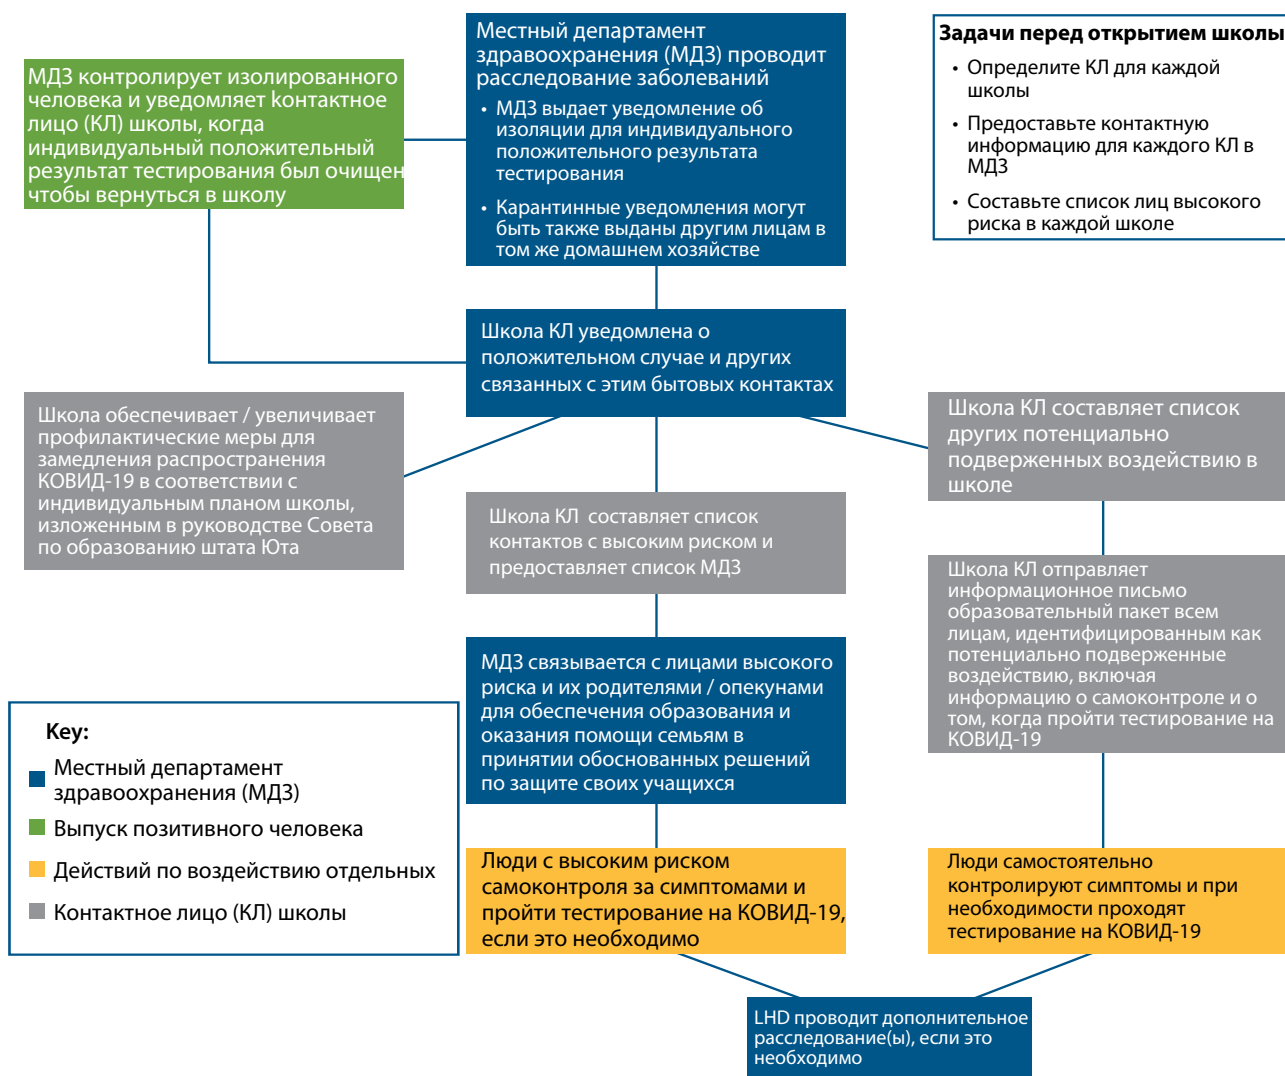 МДЗ контролирует изолированного
человека и уведомляет kонтактное
лицо (КЛ) школы, когда
индивидуальный положительный
результат тестирования был очищен
чтобы вернуться в школу
Местный департамент
здравоохранения (МДЗ) проводит
расследование заболеваний
• МДЗ выдает уведомление об
изоляции для индивидуального
положительного результата
тестирования
• Карантинные уведомления могут
быть также выданы другим лицам в
том же домашнем хозяйстве
Задачи перед открытием школы
• Определите КЛ для каждой
школы
• Предоставьте контактную
информацию для каждого КЛ в
МДЗ
• Составьте список лиц высокого
риска в каждой школе
Школа КЛ уведомлена о
положительном случае и других
связанных с этим бытовых контактах
Школа обеспечивает / увеличивает
профилактические меры для
замедления распространения
КОВИД-19 в соответствии с
индивидуальным планом школы,
изложенным в руководстве Совета
по образованию штата Юта
Школа КЛ  составляет список
контактов с высоким риском и
предоставляет список МДЗ
Школа КЛ составляет список
других потенциально
подверженных воздействию в
школе
МДЗ связывается с лицами высокого
риска и их родителями / опекунами
для обеспечения образования и
оказания помощи семьям в
принятии обоснованных решений
по защите своих учащихся
Школа КЛ отправляет
информационное письмо
образовательный пакет всем
лицам, идентифицированным как
потенциально подверженные
воздействию, включая
информацию о самоконтроле и о
том, когда пройти тестирование на
КОВИД-19
Key:
Местный департамент
здравоохранения (МДЗ)
Выпуск позитивного человека
Действий по воздействию отдельных
Контактное лицо (КЛ) школы
Люди с высоким риском
самоконтроля за симптомами и
пройти тестирование на КОВИД-19,
если это необходимо
Люди самостоятельно
контролируют симптомы и при
необходимости проходят
тестирование на КОВИД-19
LHD проводит дополнительное
расследование(ы), если это
необходимо